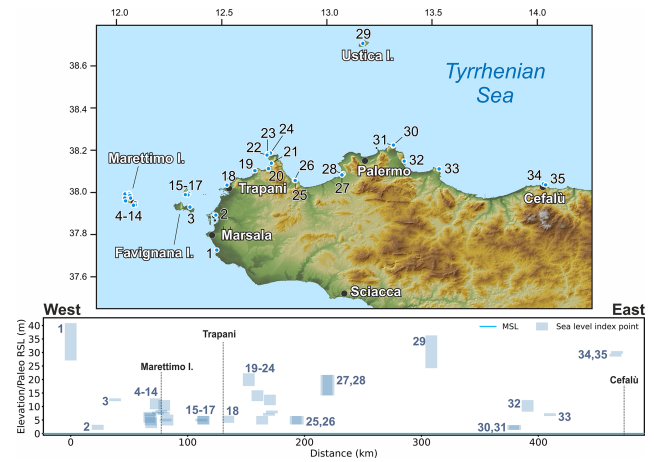 12.0 12.5 13.0 13.5 14.0
29
Ustica I.
38.6
Tyrrhenian
Sea
38.4
23 24
31 30
22 21
Marettimo I.
38.2
19 26 28 32 33
20
Palermo
18
15-17
Trapani
34 35
38.0
25 27
Cefalù
4-14
3 2
Marsala
37.8
Favignana I.
1
37.6
Sciacca
West East
40
1
Trapani
MSL Sea level index point
35
29
34,35
30
Marettimo I.
25
19-24
Cefalù
20
27,28
15
4-14
3
32
10
15-17 18
33
5
2
25,26
30,31
0
Elevation/Paleo RSL (m)
0 100 200 300 400
Distance (km)